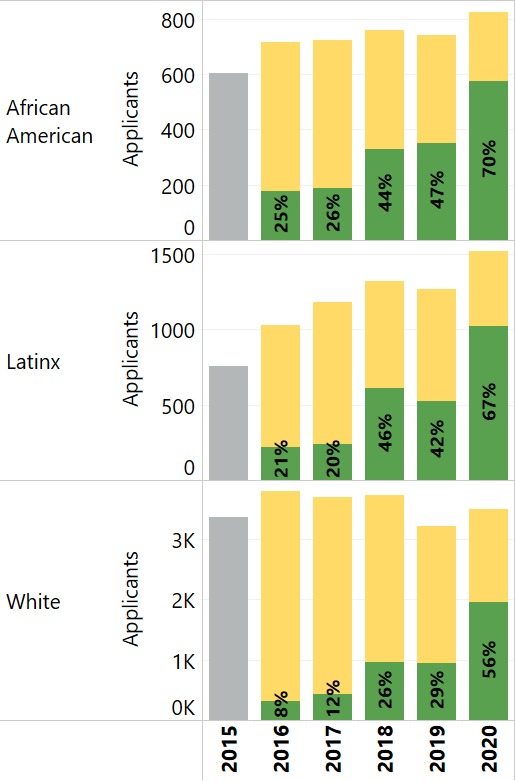 African
American
Applicants
800
600
400
200
0
25%
26%
44%
47%
70%
Latinx
Applicants
1500
1000
500
0
21%
20%
46%
42%
67%
White
Applicants
3K
2K
1K
0K
8%
12%
26%
29%
56%
2015
2016
2017
2018
2019
2020